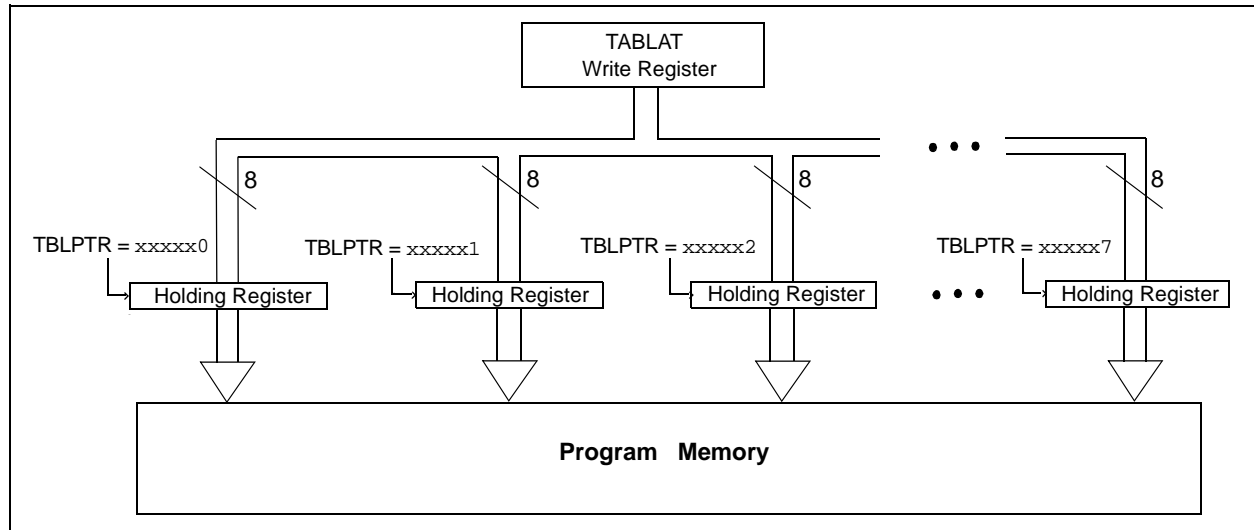 TABLAT
Write Register
8
8
8
8
TBLPTR = xxxxx0
TBLPTR = xxxxx1
TBLPTR = xxxxx2
TBLPTR = xxxxx7
Holding Register
Holding Register
Holding Register
Holding Register
Program Memory